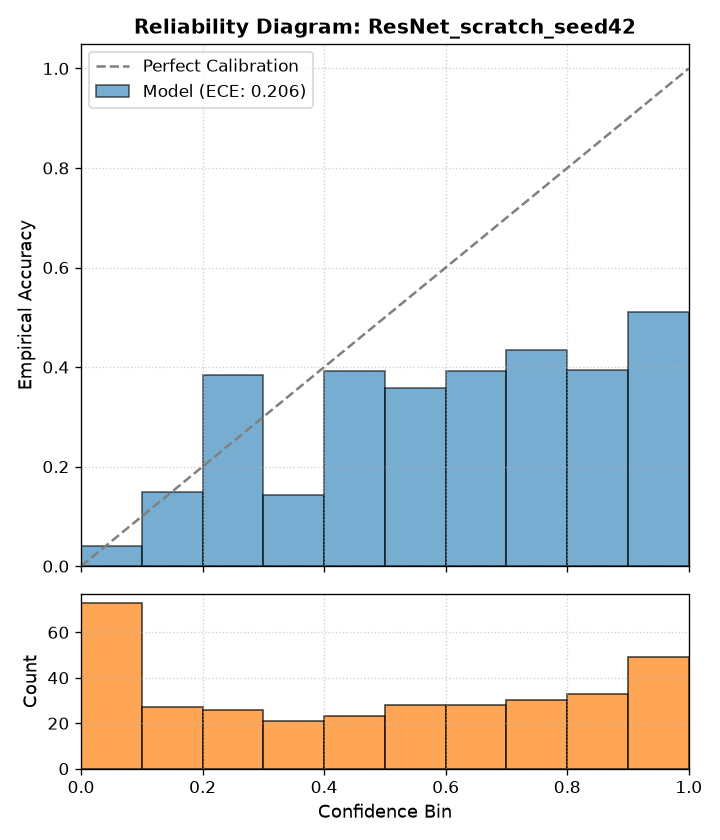 Reliability Diagram: ResNet_scratch_seed42
Perfect Calibration
Model (ECE: 0.206)
Empirical Accuracy
1.0
0.8
0.6
0.4
0.2
0.0
Count
60
40
20
0
0.0 0.2 0.4 0.6 0.8 1.0
Confidence Bin